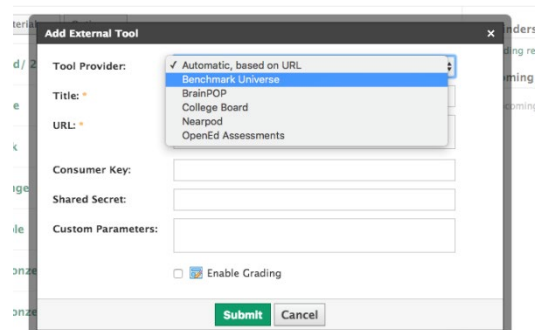 Add External Tool ×
Tool Provider:
✓ Automatic, based on URL
Benchmark Universe
BrainPOP
College Board
Nearpod
OpenEd Assessments
Title: *
URL: *
Consumer Key:
Shared Secret:
Custom Parameters:
Enable Grading
Submit Cancel